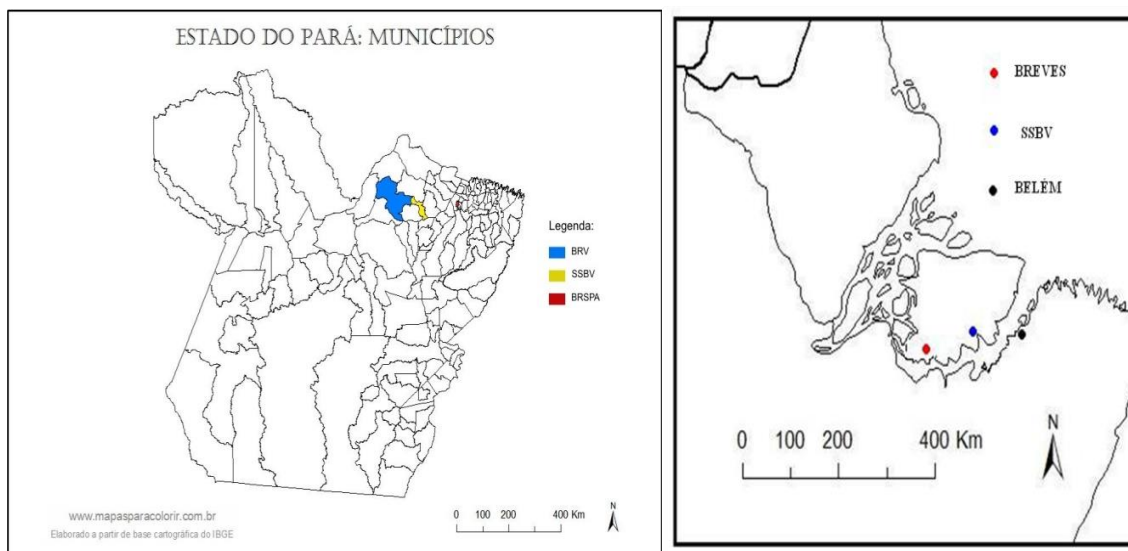 ESTADO DO PARÁ: MUNICÍPIOS
Legenda:
BRV
SSBV
BRSPA
www.mapasparacolorir.com.br
Elaborado a partir de base cartográfica do IBGE
0 100 200 400 Km
N
BREVES
SSBV
BELÉM
0 100 200 400 Km
N